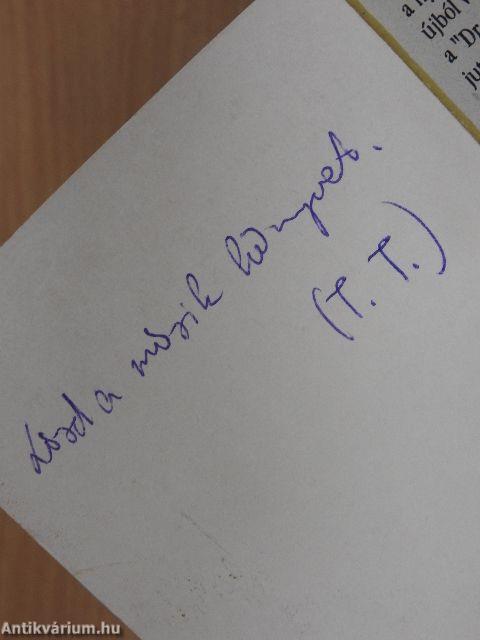 Lásd a másik könyvet.
(T. T.)
újból
a "Dr
jut
Antikvárium.hu